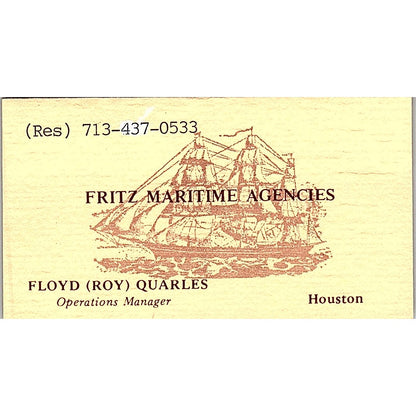 (Res) 713-437-0533
FRITZ MARITIME AGENCIES
FLOYD (ROY) QUARLES
Operations Manager
Houston